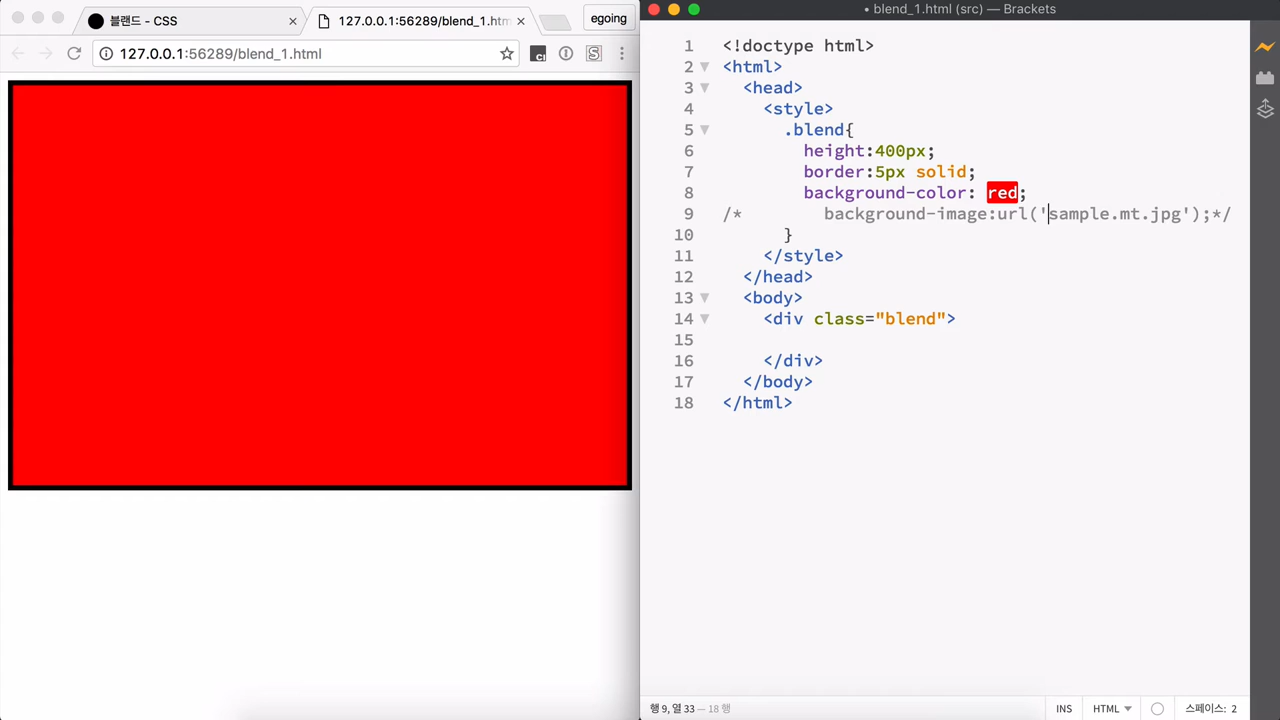 블랜드 - CSS
127.0.0.1:56289/blend_1.htm
egoing
127.0.0.1:56289/blend_1.html
• blend_1.html (src) — Brackets
1 <!doctype html>
2 <html>
3 <head>
4 <style>
5 .blend{
6 height:400px;
7 border:5px solid;
8 background-color: red;
9 /* background-image:url('sample.mt.jpg');*/
10 }
11 </style>
12 </head>
13 <body>
14 <div class="blend">
15
16 </div>
17 </body>
18 </html>
행 9, 열 33 — 18 행
INS
HTML
스페이스: 2